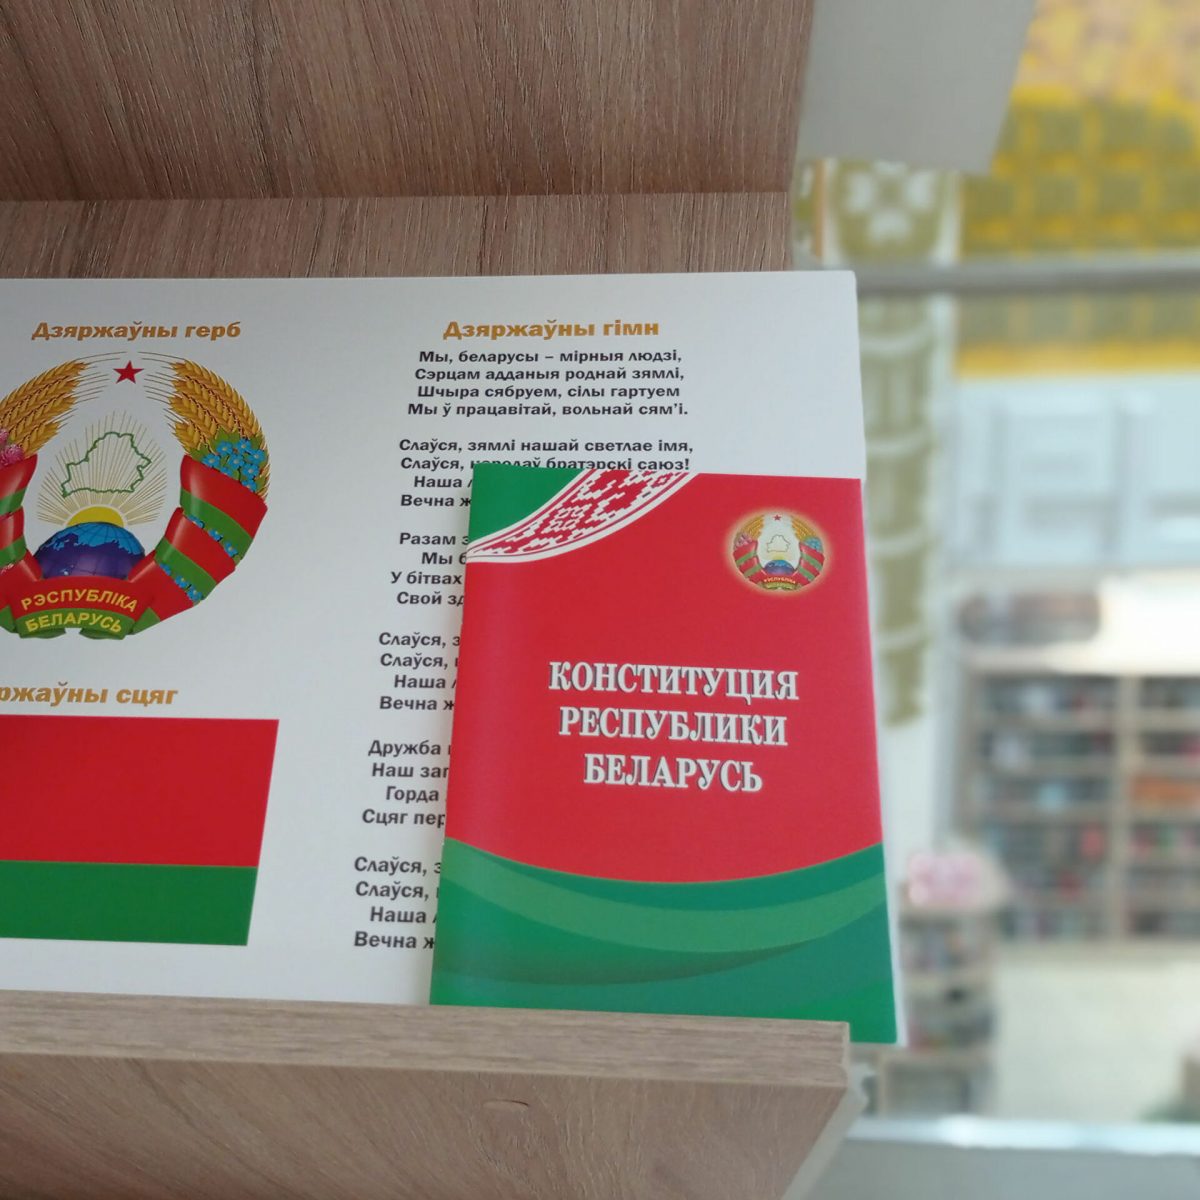 Дзяржаўны герб
РЭСПУБЛІКА
БЕЛАРУСЬ
ржаўны сцяг
Дзяржаўны гімн
Мы, беларусы – мірныя людзі,
Сэрцам адданыя роднай зямлі,
Шчыра сябруем, сілы гартуем
Мы ў працавітай, вольнай сям'і.
Слаўся, зямлі нашай светлае імя,
Слаўся, народаў братэрскі саюз!
Наша
Вечна
Разам
Мы
У бітвах
Свой
Слаўся,
Слаўся,
Наша
Вечна
Дружба
Наш
Горда
Сцяг
Слаўся,
Слаўся,
Наша
Вечна
РЭСПУБЛІКА
КОНСТИТУЦИЯ
РЕСПУБЛИКИ
БЕЛАРУСЬ